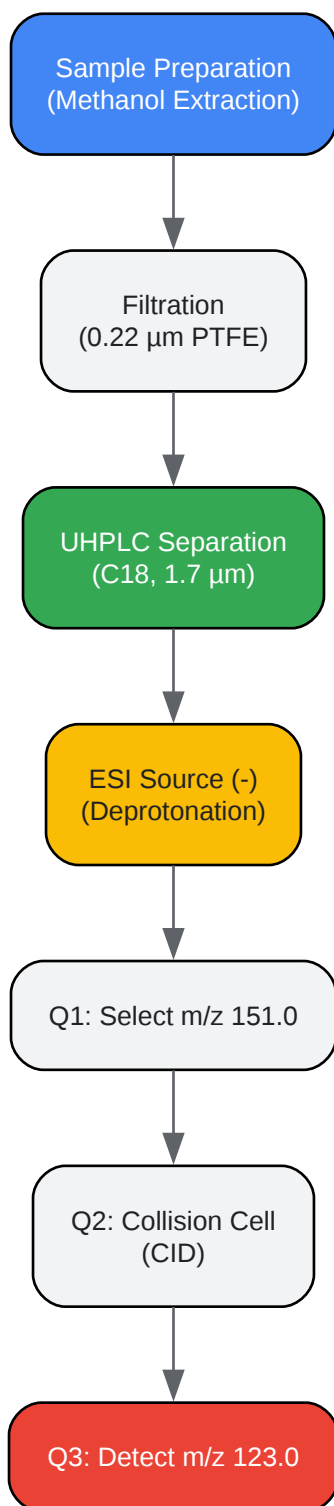 Sample Preparation
(Methanol Extraction)
Filtration
(0.22 µm PTFE)
UHPLC Separation
(C18, 1.7 µm)
ESI Source (-)
(Deprotonation)
Q1: Select m/z 151.0
Q2: Collision Cell
(CID)
Q3: Detect m/z 123.0